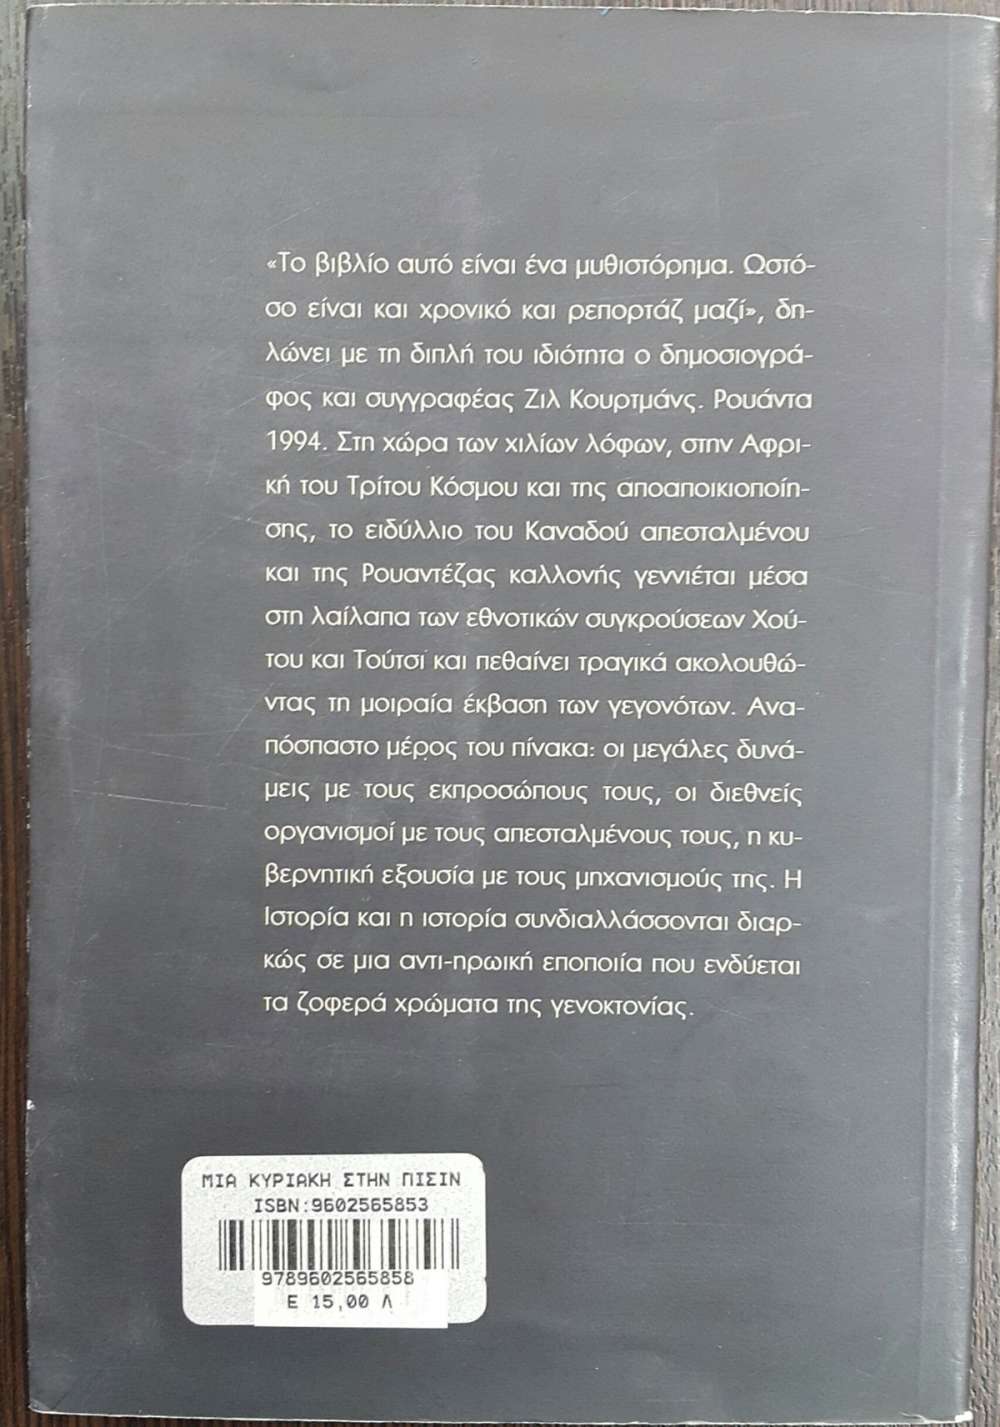 «Το βιβλίο αυτό είναι ένα μυθιστόρημα. Ωστό-
σο είναι και χρονικό και ρεπορτάζ μαζί», δη-
λώνει με τη διπλή του ιδιότητα ο δημοσιογρά-
φος και συγγραφέας Ζιλ Κουρτμάνς. Ρουάντα
1994. Στη χώρα των χιλίων λόφων, στην Αφρι-
κή του Τρίτου Κόσμου και της αποαποικιοποίη-
σης, το ειδύλλιο του Καναδού απεσταλμένου
και της Ρουαντέζας καλλονής γεννιέται μέσα
στη λαίλαπα των εθνοτικών συγκρούσεων Χού-
του και Τούτσι και πεθαίνει τραγικά ακολουθώ-
ντας τη μοιραία έκβαση των γεγονότων. Ανα-
πόσπαστο μέρος του πίνακα: οι μεγάλες δυνά-
μεις με τους εκπροσώπους τους, οι διεθνείς
οργανισμοί με τους απεσταλμένους τους, η κυ-
βερνητική εξουσία με τους μηχανισμούς της. Η
Ιστορία και η ιστορία συνδιαλλάσσονται διαρ-
κώς σε μια αντι-ηρωική εποποιία που ενδύεται
τα ζοφερά χρώματα της γενοκτονίας.
ΜΙΑ ΚΥΡΙΑΚΗ ΣΤΗΝ ΠΙΣΙΝ
ISBN:9602565853
9789602565858
Ε 15,00 Λ